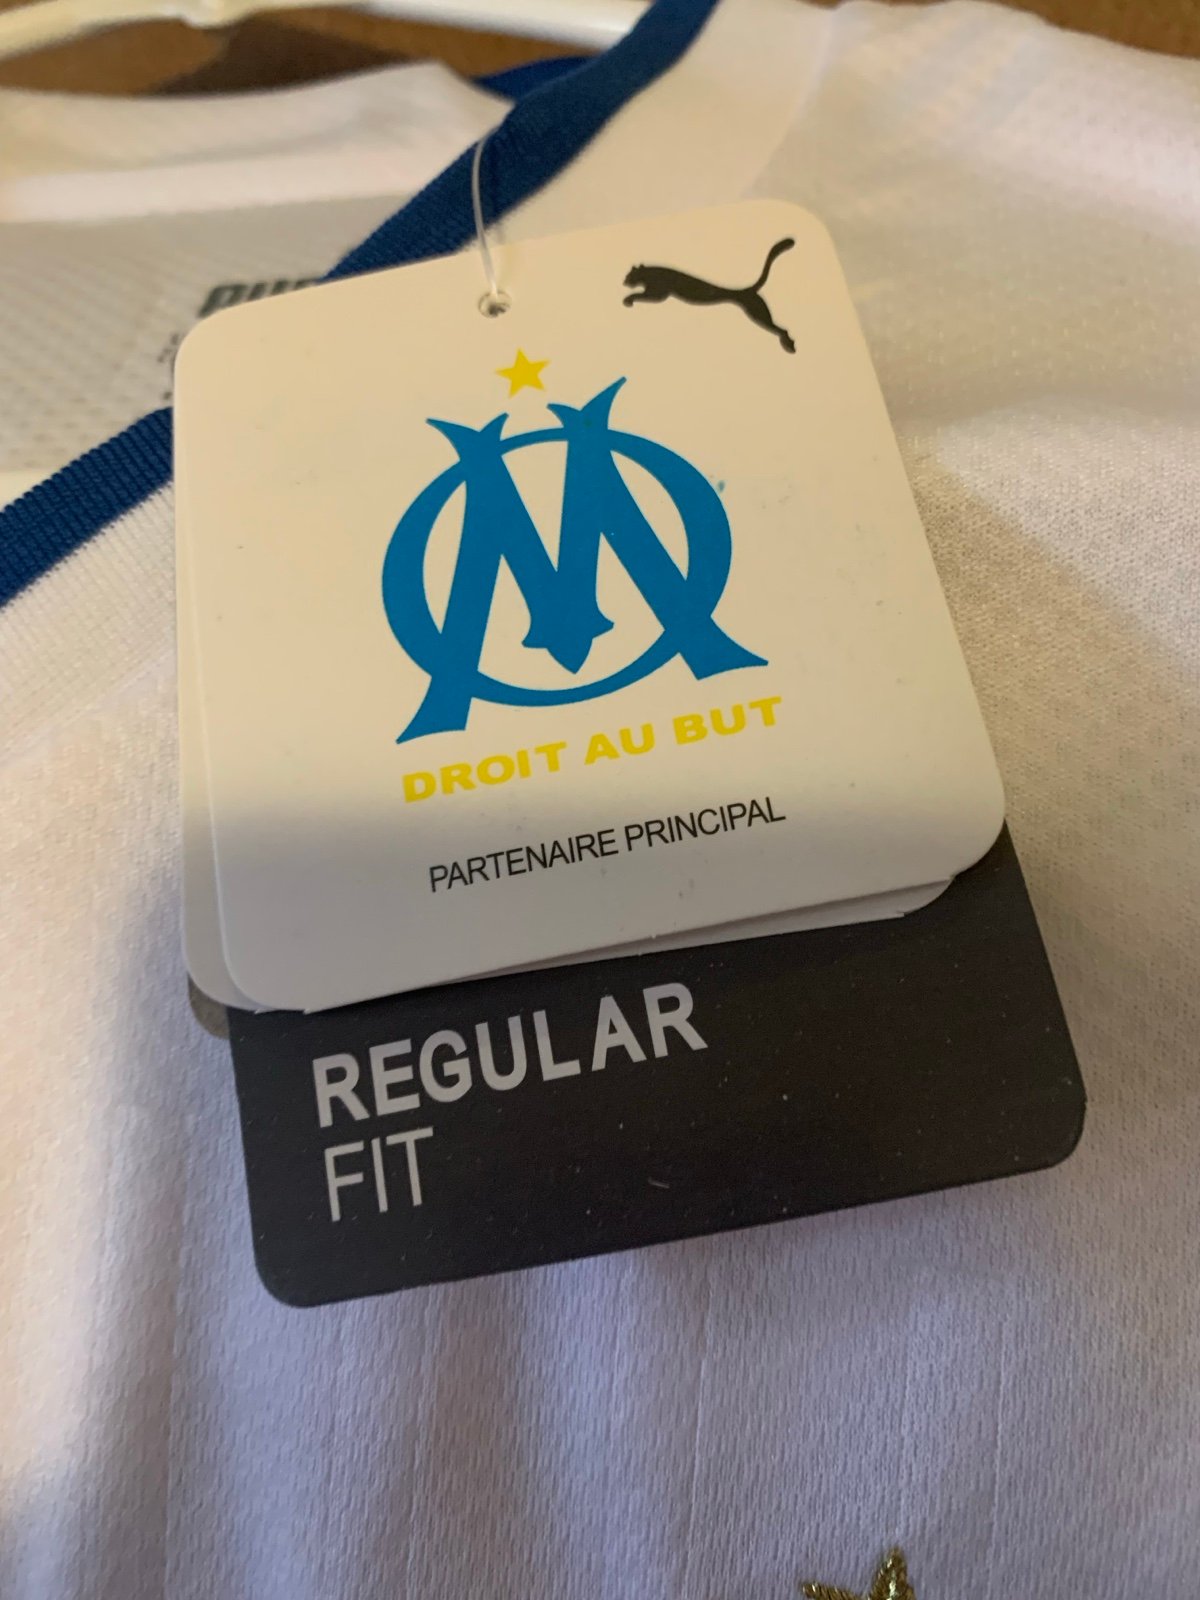 DROIT AU BUT
PARTENAIRE PRINCIPAL
REGULAR
FIT